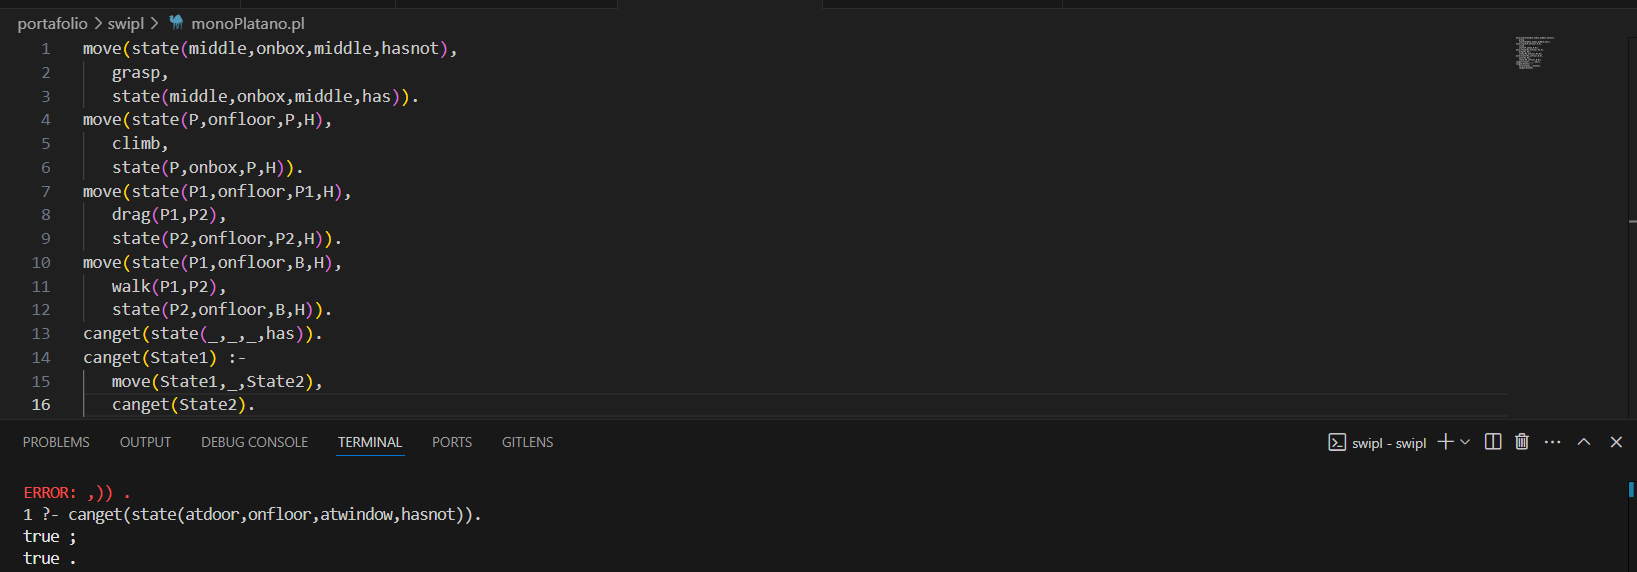 portafolio > swipl > monoPlatano.pl
1 move(state(middle,onbox,middle,hasnot),
2 grasp,
3 state(middle,onbox,middle,has)).
4 move(state(P,onfloor,P,H),
5 climb,
6 state(P,onbox,P,H)).
7 move(state(P1,onfloor,P1,H),
8 drag(P1,P2),
9 state(P2,onfloor,P2,H)).
10 move(state(P1,onfloor,B,H),
11 walk(P1,P2),
12 state(P2,onfloor,B,H)).
13 canget(state(_,_,_,has)).
14 canget(State1) :-
15 move(State1,_,State2),
16 canget(State2).
PROBLEMS OUTPUT DEBUG CONSOLE TERMINAL PORTS GITLENS swipl - swipl
ERROR: ,)) .
1 ?- canget(state(atdoor,onfloor,atwindow,hasnot)).
true ;
true .